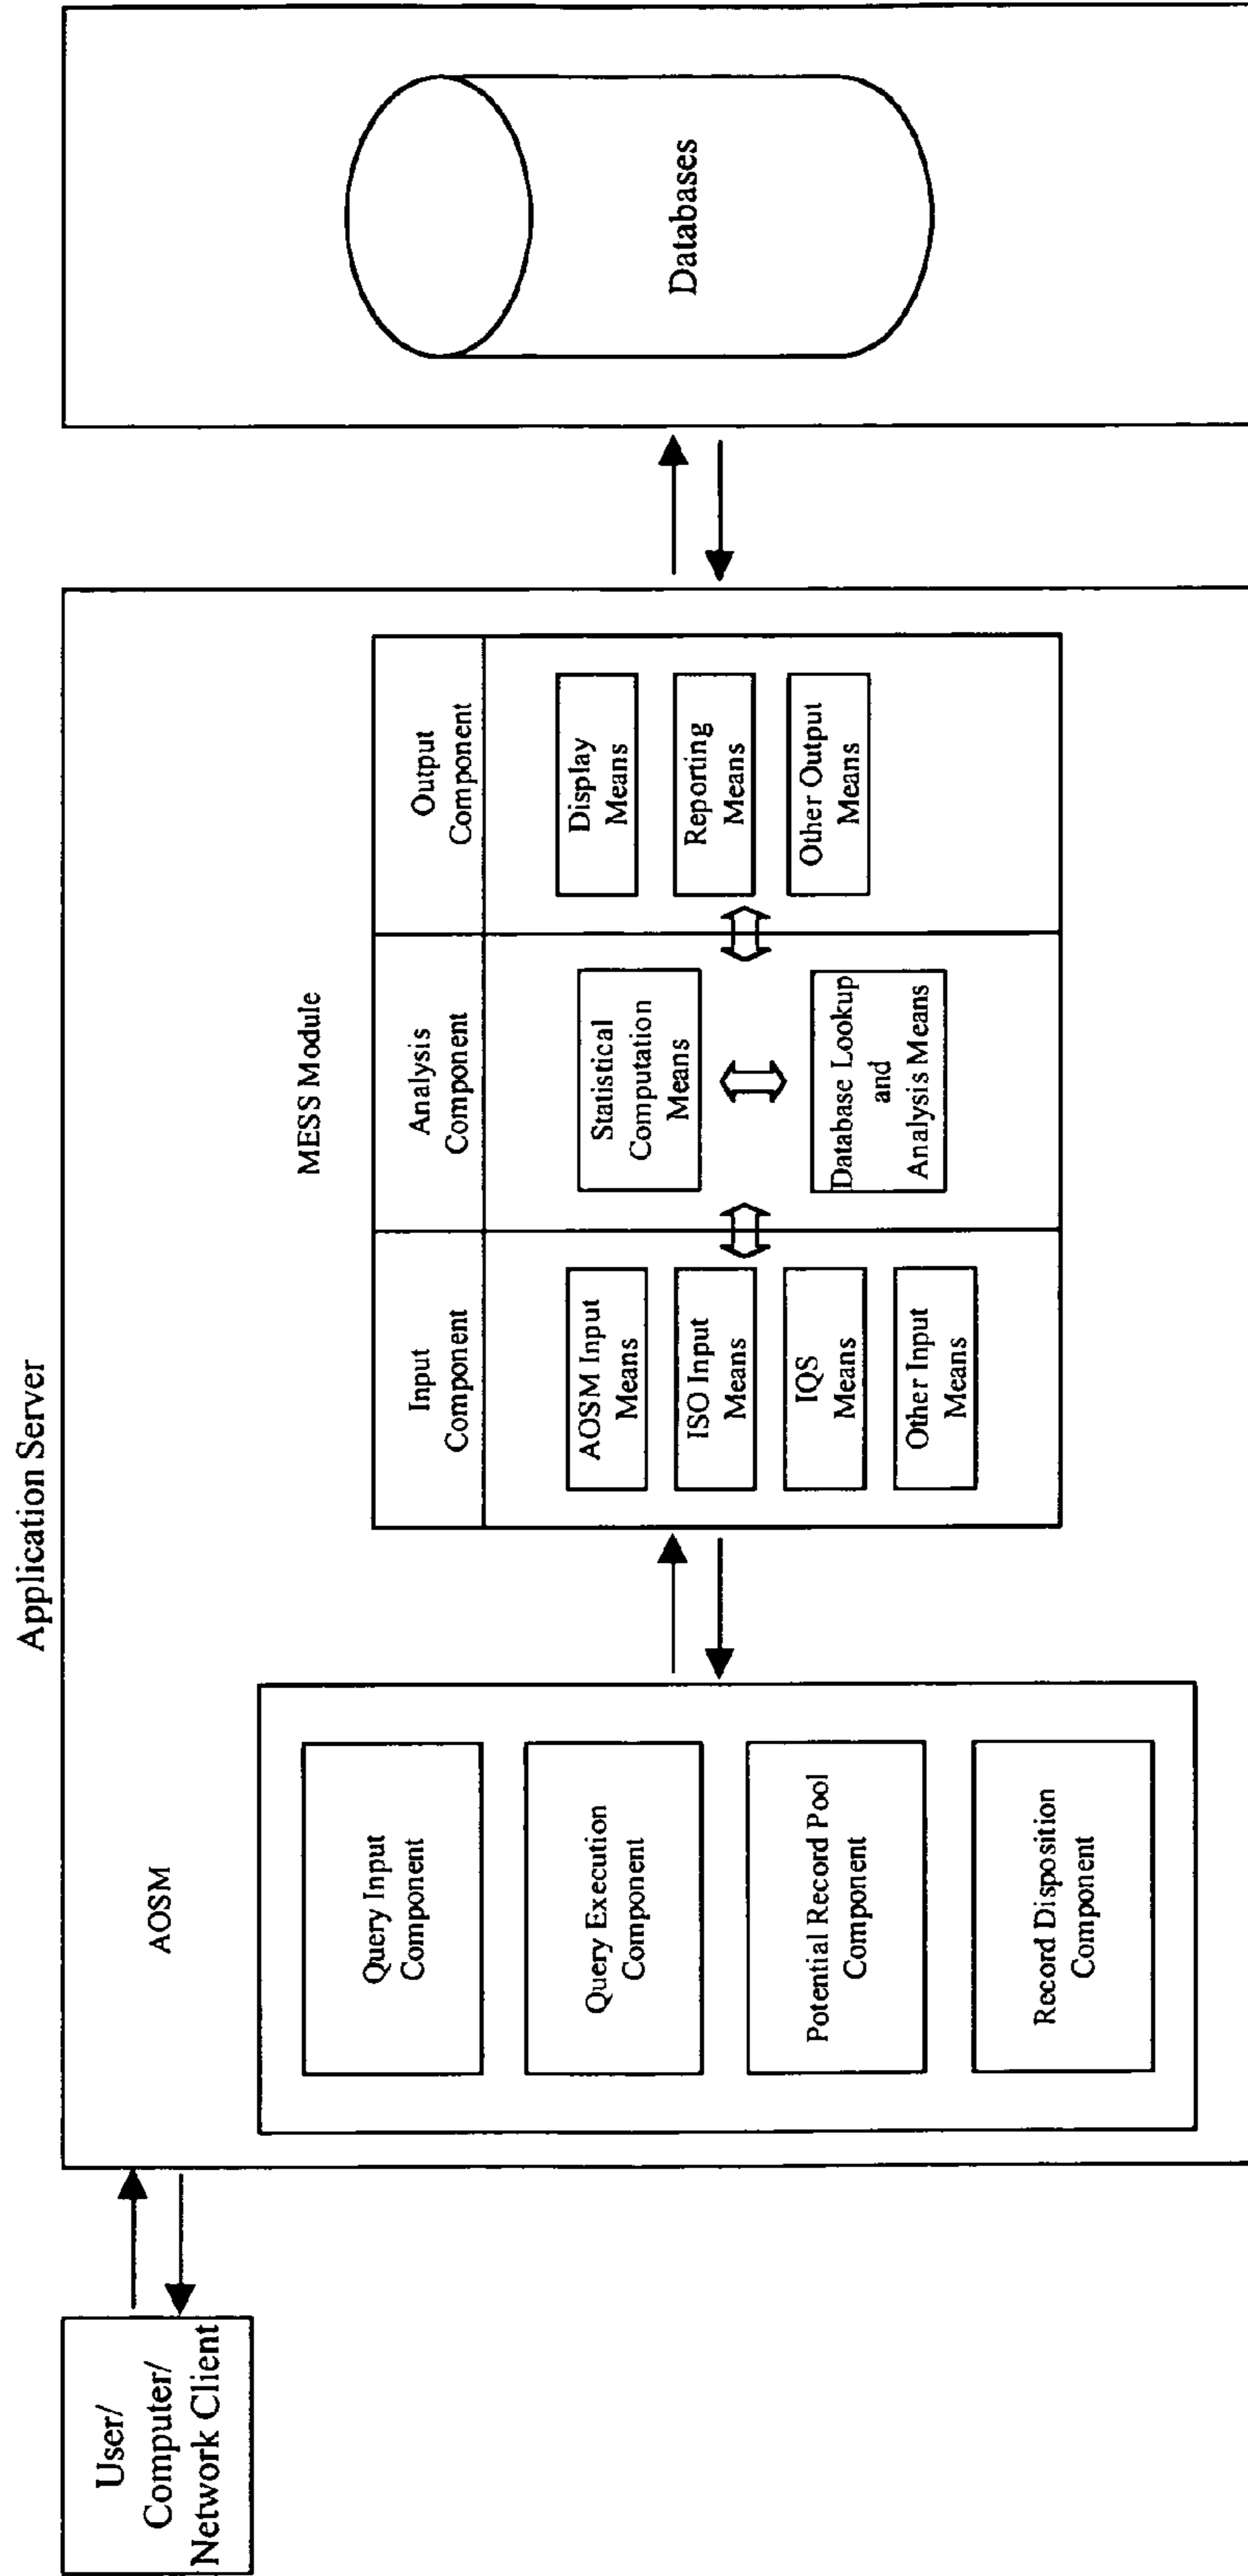 Application Server
User/
Computer/
Network Client
AOSM
Query Input
Component
Query Execution
Component
Potential Record Pool
Component
Record Disposition
Component
MESS Module
Input
Component
AOSM Input
Means
ISO Input
Means
IQS
Means
Other Input
Means
Analysis
Component
Statistical
Computation
Means
Database Lookup
and
Analysis Means
Output
Component
Display
Means
Reporting
Means
Other Output
Means
Databases